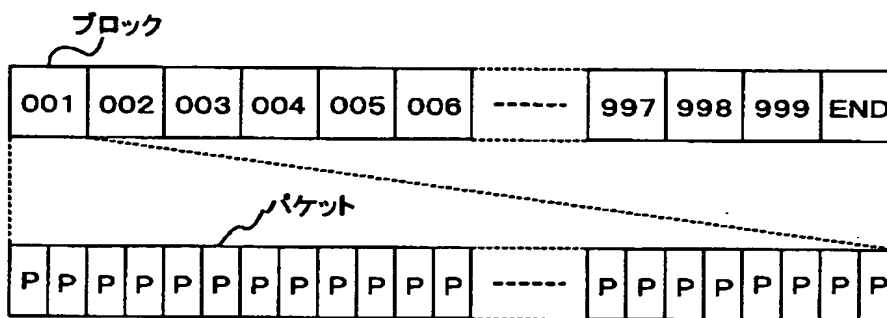 ブロック
001 002 003 004 005 006 ------ 997 998 999 END
パケット
P P P P P P P P P P P P ------ P P P P P P P P